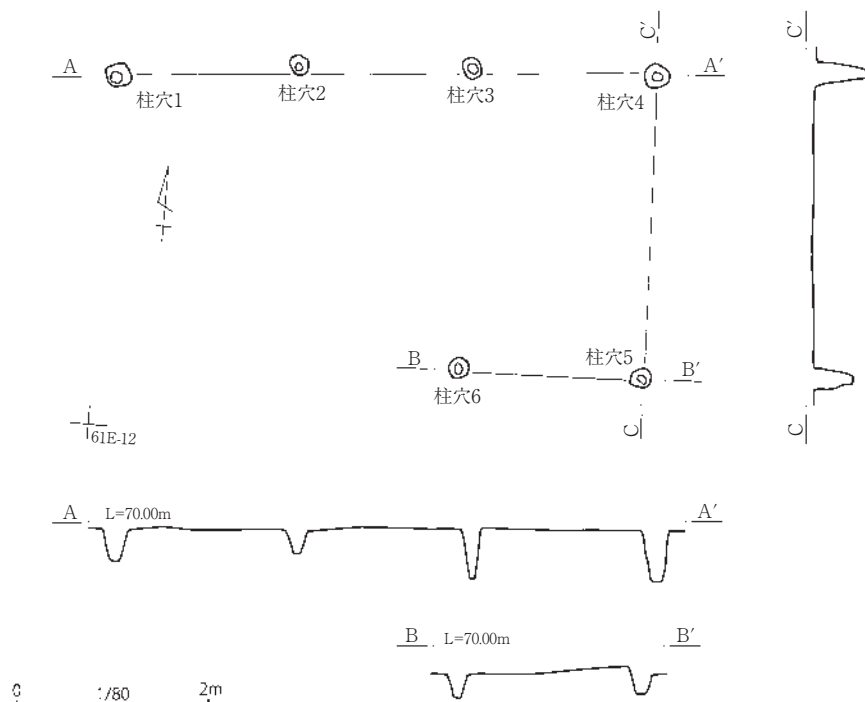 C′ C′
A A′
柱穴1 柱穴2 柱穴3 柱穴4
B 柱穴5 B′
柱穴6
61E-12
C C
A L=70.00m A′
B L=70.00m B′
0 1/80 2m